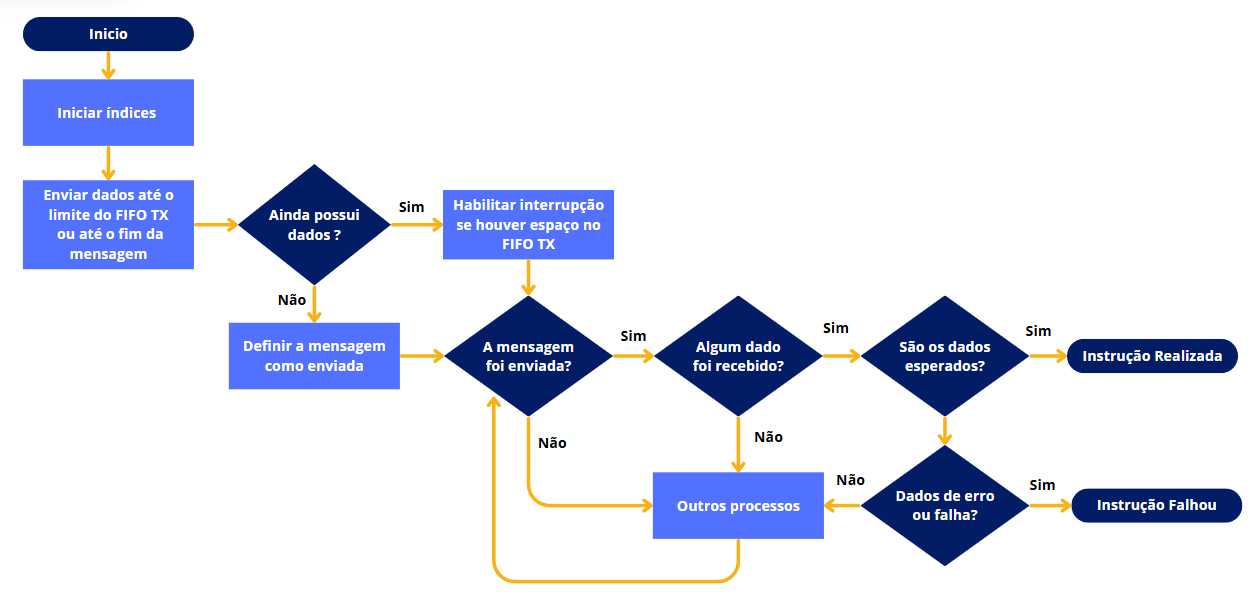 Inicio
Iniciar índices
Enviar dados até o
limite do FIFO TX
ou até o fim da
mensagem
Ainda possui
dados ?
Sim
Habilitar interrupção
se houver espaço no
FIFO TX
Não
Definir a mensagem
como enviada
A mensagem
foi enviada?
Sim
Algum dado
foi recebido?
Sim
São os dados
esperados?
Sim
Instrução Realizada
Não
Não
Outros processos
Não
Dados de erro
ou falha?
Sim
Instrução Falhou